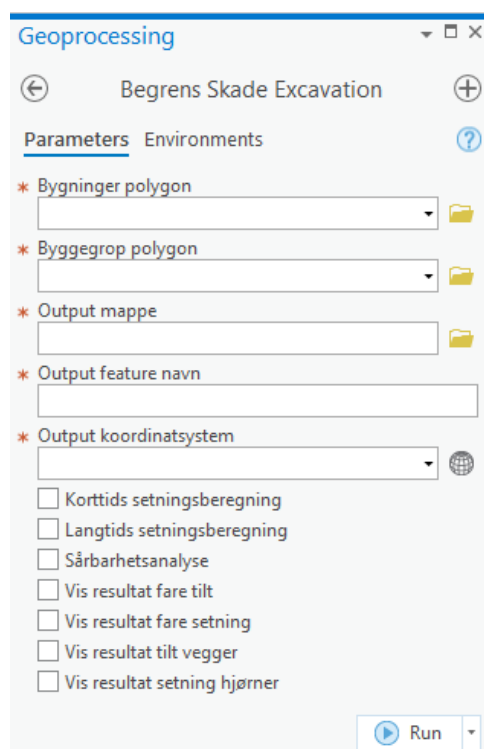 Geoprocessing
Begrens Skade Excavation
Parameters Environments
* Bygninger polygon
* Byggegrop polygon
* Output mappe
* Output feature navn
* Output koordinatsystem
Korttids setningsberegning
Langtids setningsberegning
Sårbarhetsanalyse
Vis resultat fare tilt
Vis resultat fare setning
Vis resultat tilt vegger
Vis resultat setning hjørner
Run